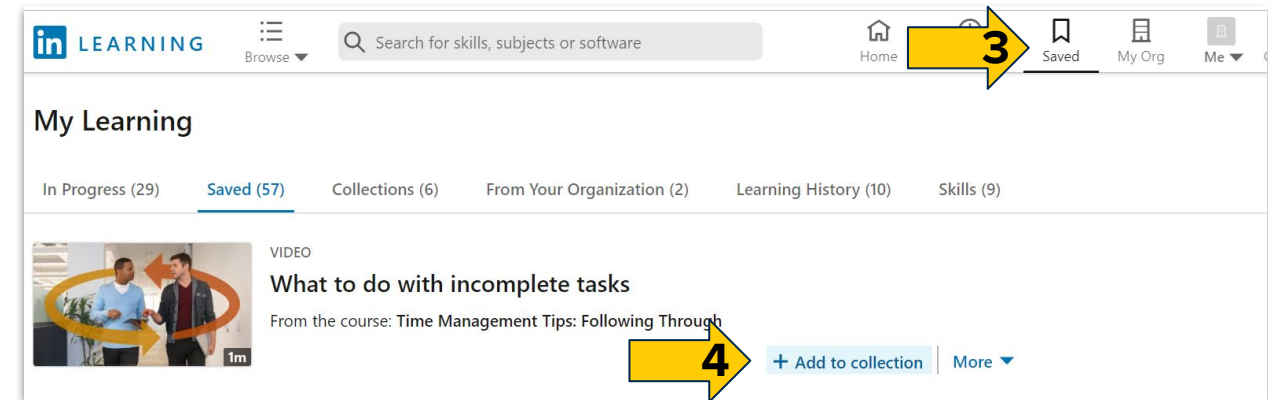 in LEARNING
Browse
Search for skills, subjects or software
Home
3
Saved
My Org
Me
My Learning
In Progress (29) Saved (57) Collections (6) From Your Organization (2) Learning History (10) Skills (9)
VIDEO
What to do with incomplete tasks
From the course: Time Management Tips: Following Through
1m
4
+ Add to collection More